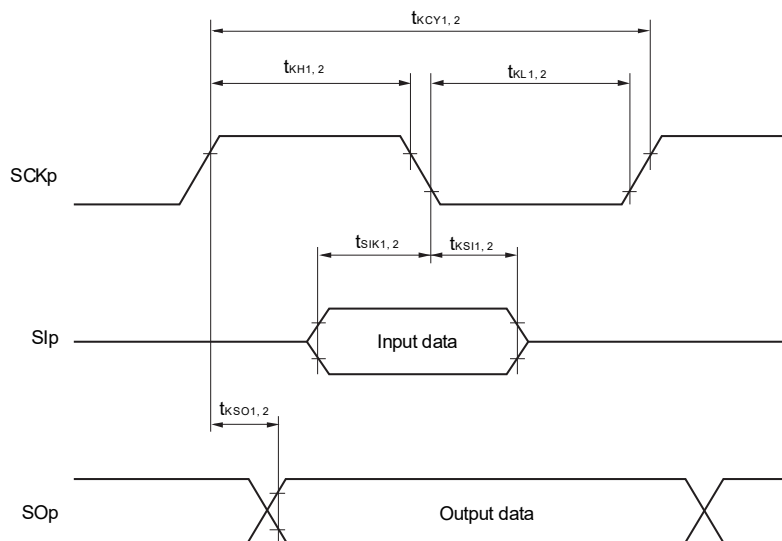 tKCY1, 2
tKH1, 2
tKL1, 2
SCKp
tSIK1, 2
tKSI1, 2
SIp
Input data
tKSO1, 2
SOp
Output data